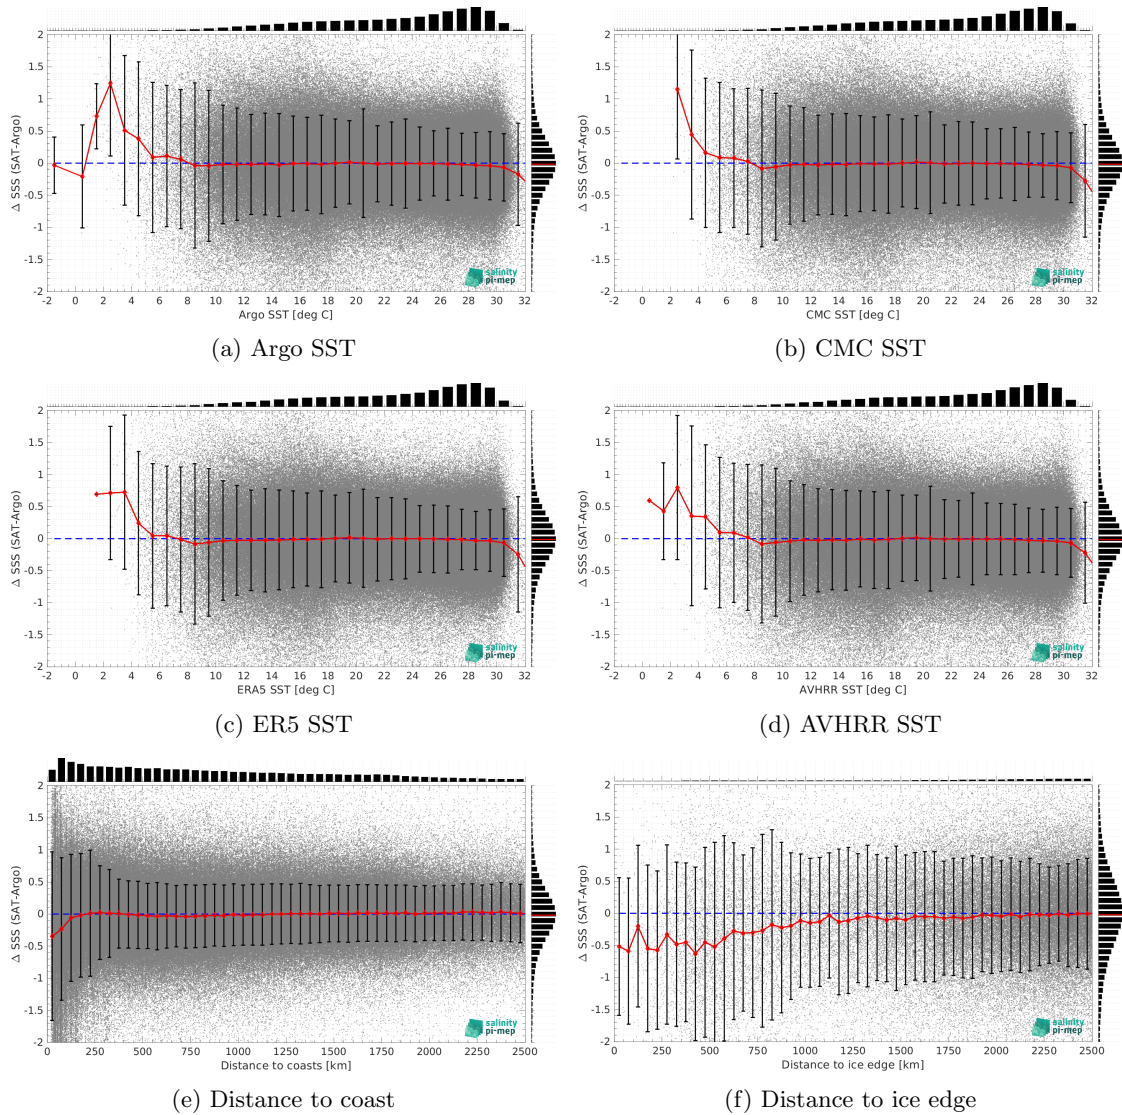 2
1.5
1
0.5
0
-0.5
-1
-1.5
-2
Δ SSS (SAT-Argo)
salinity
pi-mep
-2 0 2 4 6 8 10 12 14 16 18 20 22 24 26 28 30 32
Argo SST [deg C]
(a) Argo SST
2
1.5
1
0.5
0
-0.5
-1
-1.5
-2
Δ SSS (SAT-Argo)
salinity
pi-mep
-2 0 2 4 6 8 10 12 14 16 18 20 22 24 26 28 30 32
CMC SST [deg C]
(b) CMC SST
2
1.5
1
0.5
0
-0.5
-1
-1.5
-2
Δ SSS (SAT-Argo)
salinity
pi-mep
-2 0 2 4 6 8 10 12 14 16 18 20 22 24 26 28 30 32
ERA5 SST [deg C]
(c) ER5 SST
2
1.5
1
0.5
0
-0.5
-1
-1.5
-2
Δ SSS (SAT-Argo)
salinity
pi-mep
-2 0 2 4 6 8 10 12 14 16 18 20 22 24 26 28 30 32
AVHRR SST [deg C]
(d) AVHRR SST
2
1.5
1
0.5
0
-0.5
-1
-1.5
-2
Δ SSS (SAT-Argo)
salinity
pi-mep
0 250 500 750 1000 1250 1500 1750 2000 2250 2500
Distance to coasts [km]
(e) Distance to coast
2
1.5
1
0.5
0
-0.5
-1
-1.5
-2
Δ SSS (SAT-Argo)
salinity
pi-mep
0 250 500 750 1000 1250 1500 1750 2000 2250 2500
Distance to ice edge [km]
(f) Distance to ice edge